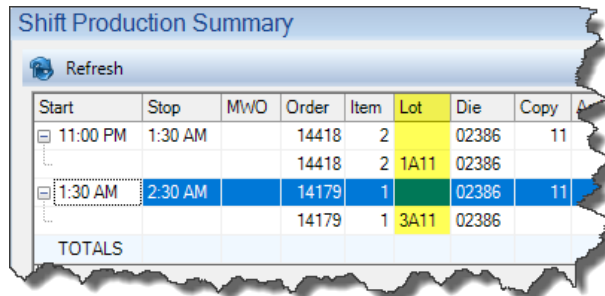 Shift Production Summary
Refresh
Start Stop MWO Order Item Lot Die Copy
11:00 PM 1:30 AM 14418 2 02386 11
14418 2 1A11 02386
1:30 AM 2:30 AM 14179 1 02386 11
14179 1 3A11 02386
TOTALS